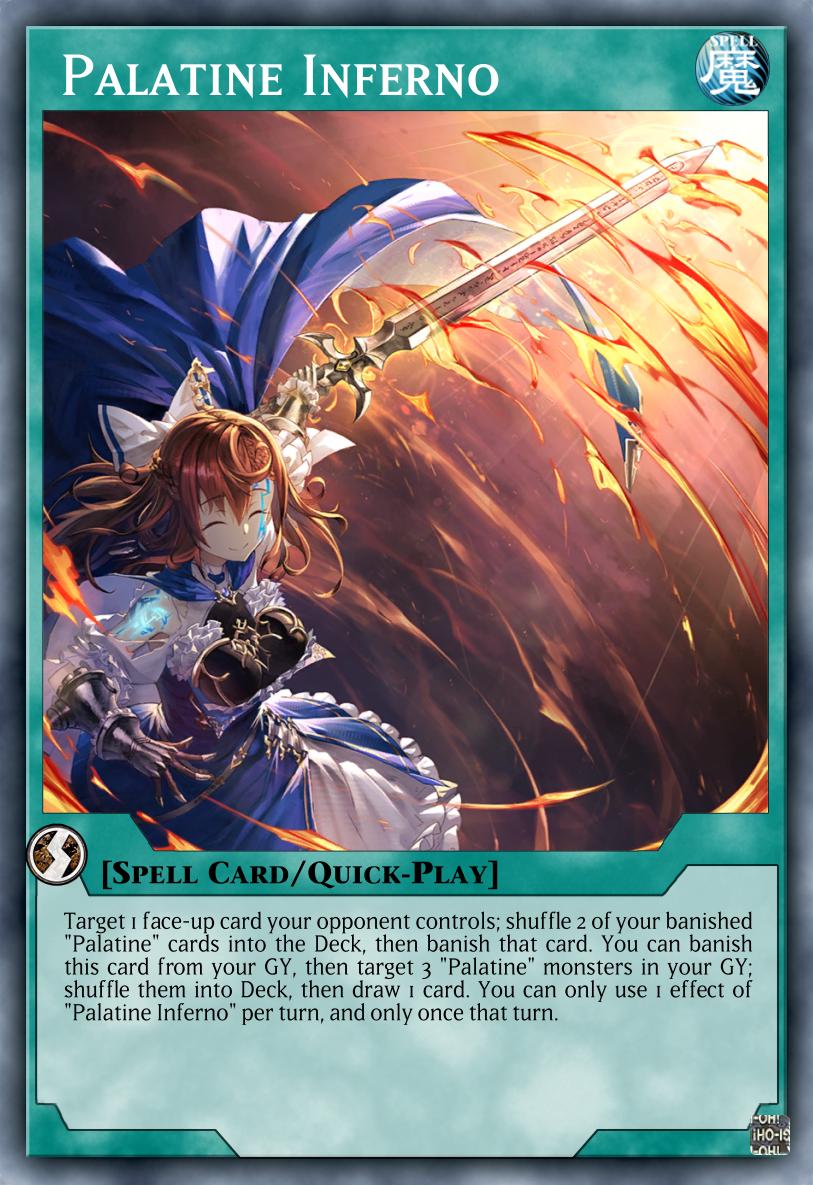 PALATINE INFERNO
SPELL
魔
[SPELL CARD/QUICK-PLAY]
Target 1 face-up card your opponent controls; shuffle 2 of your banished
"Palatine" cards into the Deck, then banish that card. You can banish
this card from your GY, then target 3 "Palatine" monsters in your GY;
shuffle them into Deck, then draw 1 card. You can only use 1 effect of
"Palatine Inferno" per turn, and only once that turn.
-OH!
-OH!